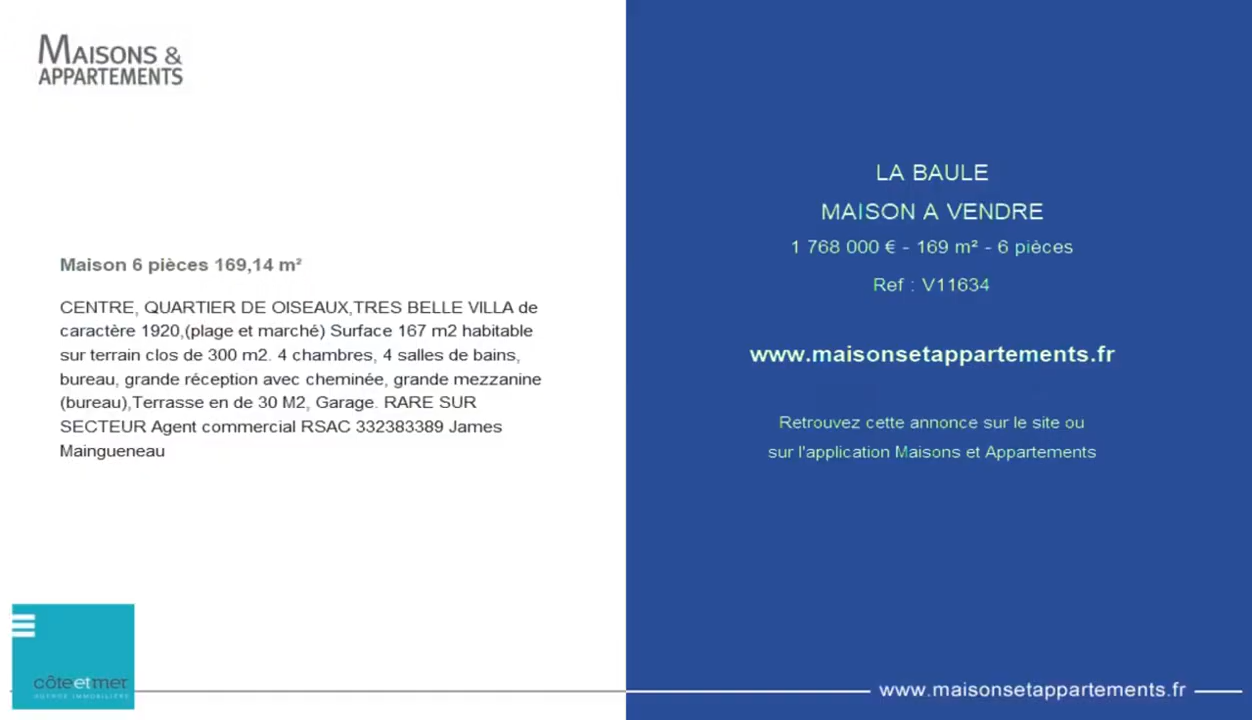 MAISONS &
APPARTEMENTS
Maison 6 pièces 169,14 m²
CENTRE, QUARTIER DE OISEAUX,TRES BELLE VILLA de
caractère 1920,(plage et marché) Surface 167 m2 habitable
sur terrain clos de 300 m2. 4 chambres, 4 salles de bains,
bureau, grande réception avec cheminée, grande mezzanine
(bureau),Terrasse en de 30 M2, Garage. RARE SUR
SECTEUR Agent commercial RSAC 332383389 James
Maingueneau
côteetmer
AGENCE IMMOBILIÈRE
LA BAULE
MAISON A VENDRE
1 768 000 € - 169 m² - 6 pièces
Ref : V11634
www.maisonsetappartements.fr
Retrouvez cette annonce sur le site ou
sur l'application Maisons et Appartements
www.maisonsetappartements.fr